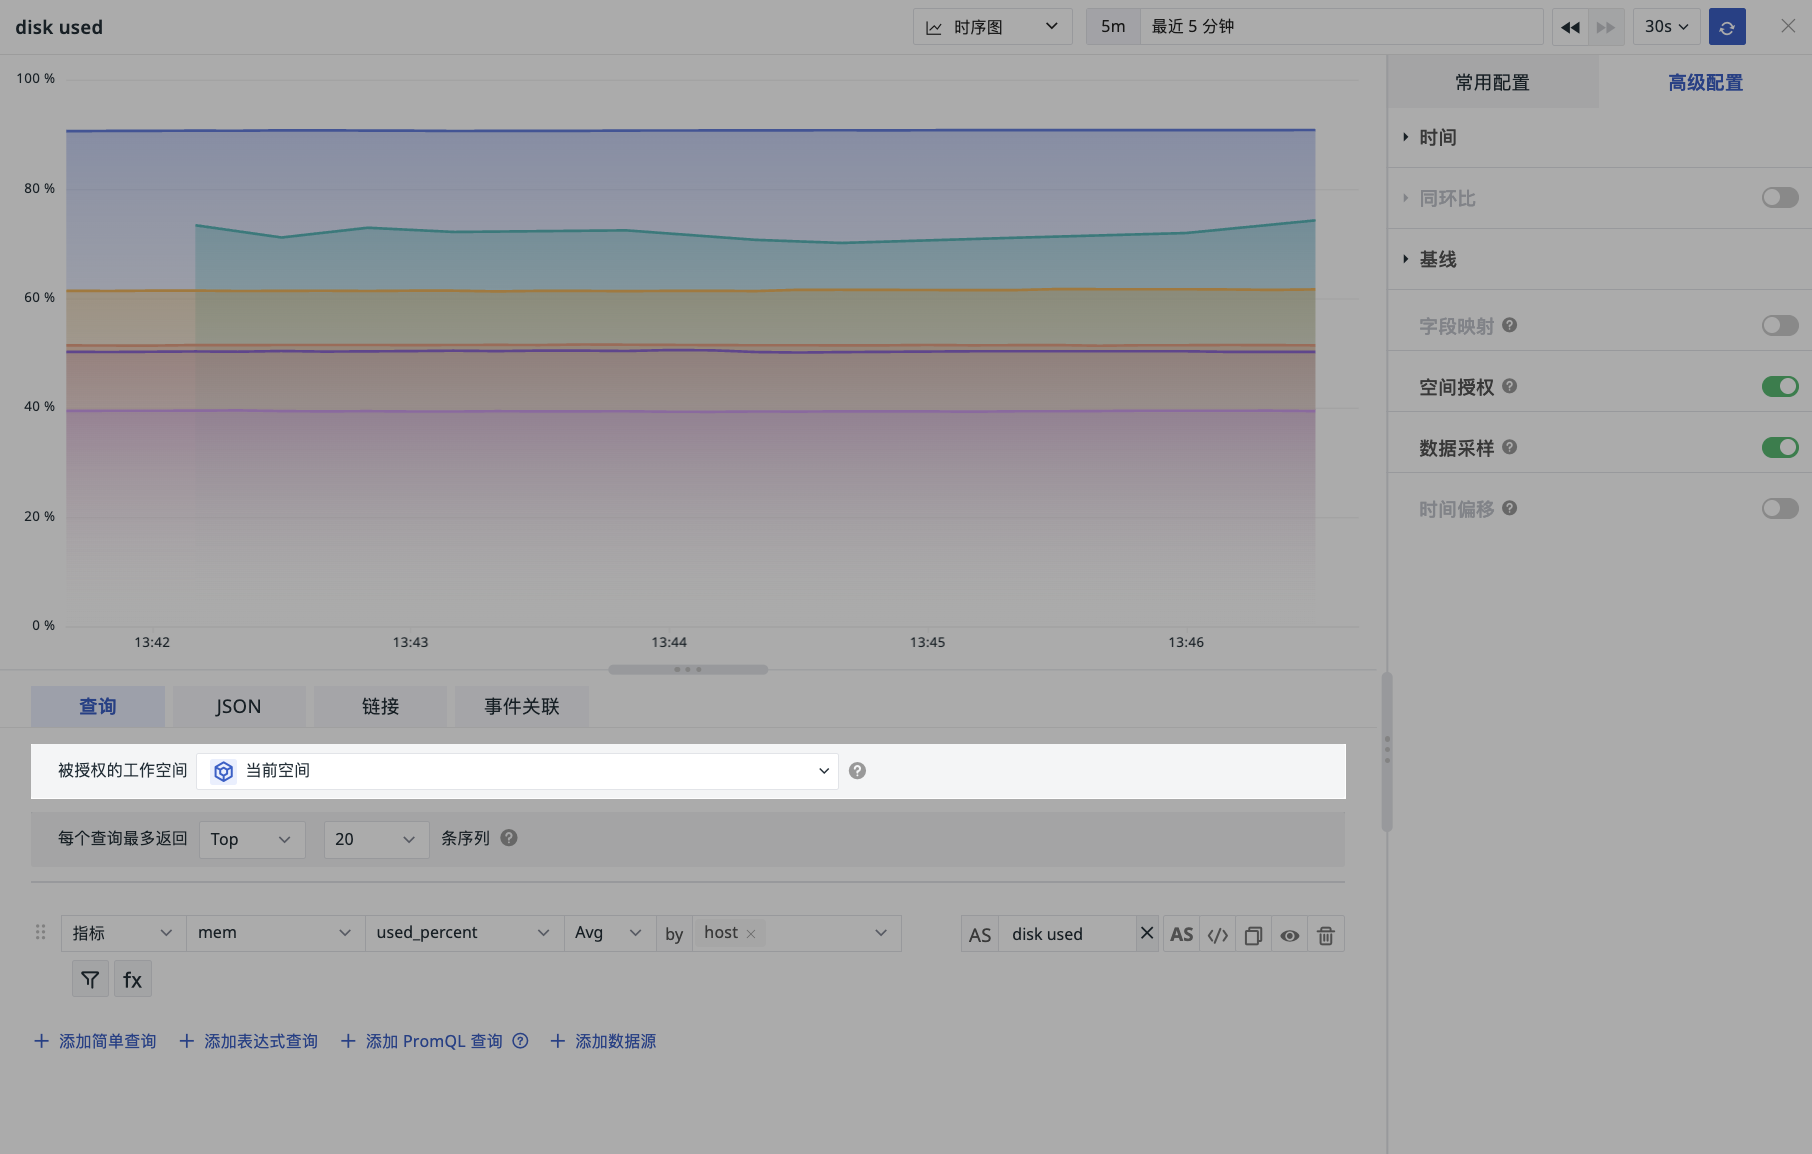 disk used
时序图
5m 最近 5 分钟
30s
100 %
80 %
60 %
40 %
20 %
0 %
13:42 13:43 13:44 13:45 13:46
常用配置 高级配置
时间
同环比
基线
字段映射
空间授权
数据采样
时间偏移
查询 JSON 链接 事件关联
被授权的工作空间 当前空间
每个查询最多返回 Top 20 条序列
指标 mem used_percent Avg by host AS disk used AS
fx
添加简单查询 添加表达式查询 添加 PromQL 查询 添加数据源